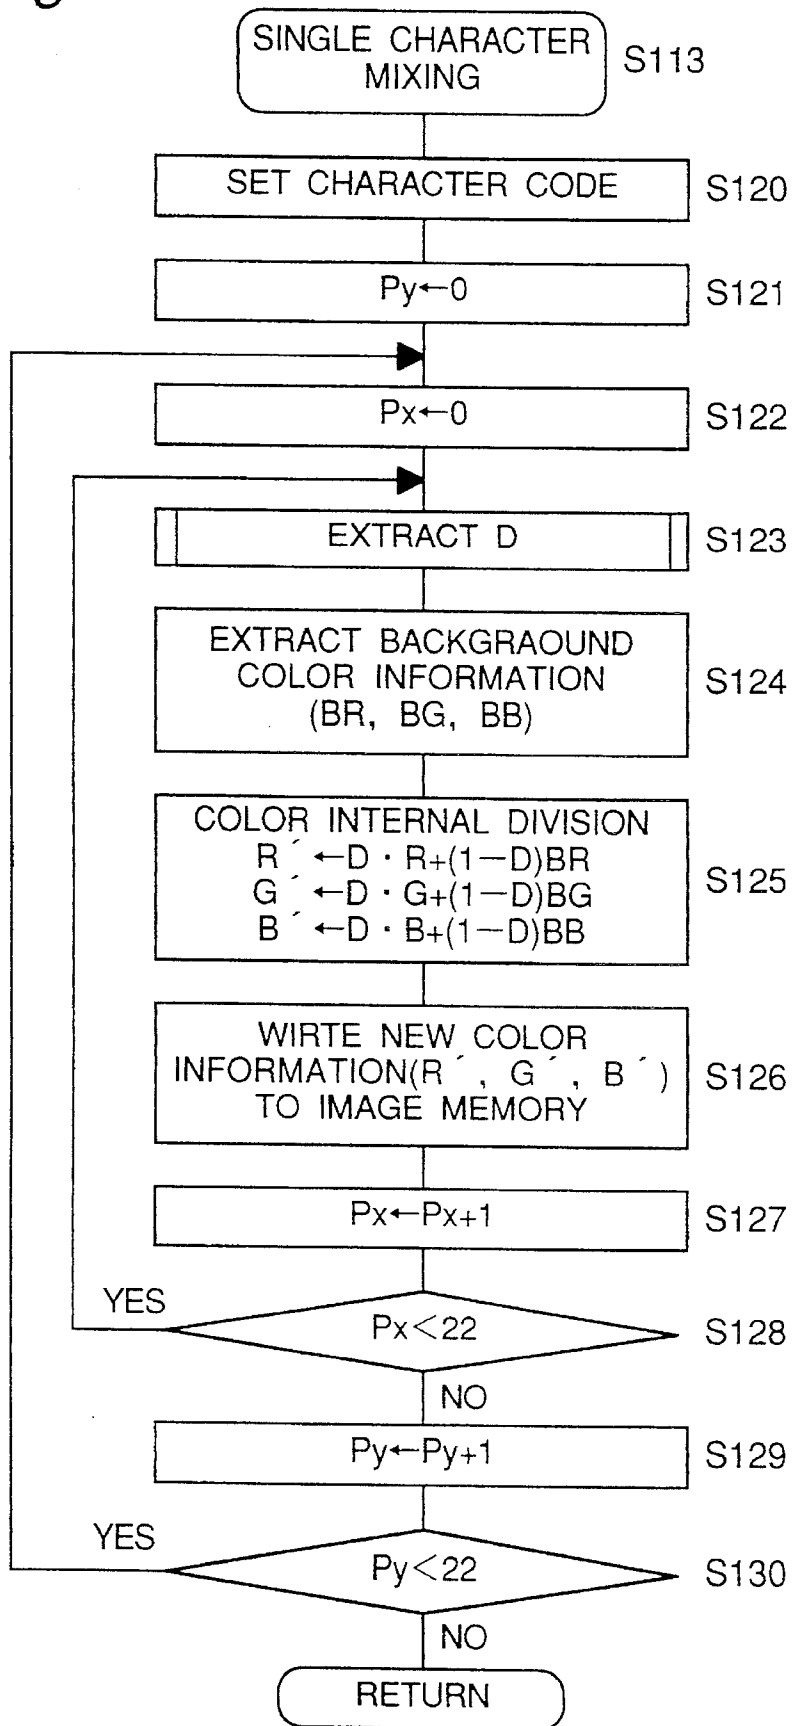 SINGLE CHARACTER
MIXING
S113
SET CHARACTER CODE
S120
Py←0
S121
Px←0
S122
EXTRACT D
S123
EXTRACT BACKGRAOUND
COLOR INFORMATION
(BR, BG, BB)
S124
COLOR INTERNAL DIVISION
R´ ←D · R+(1−D)BR
G´ ←D · G+(1−D)BG
B´ ←D · B+(1−D)BB
S125
WIRTE NEW COLOR
INFORMATION(R´, G´, B´)
TO IMAGE MEMORY
S126
Px←Px+1
S127
YES
Px<22
S128
NO
Py←Py+1
S129
YES
Py<22
S130
NO
RETURN